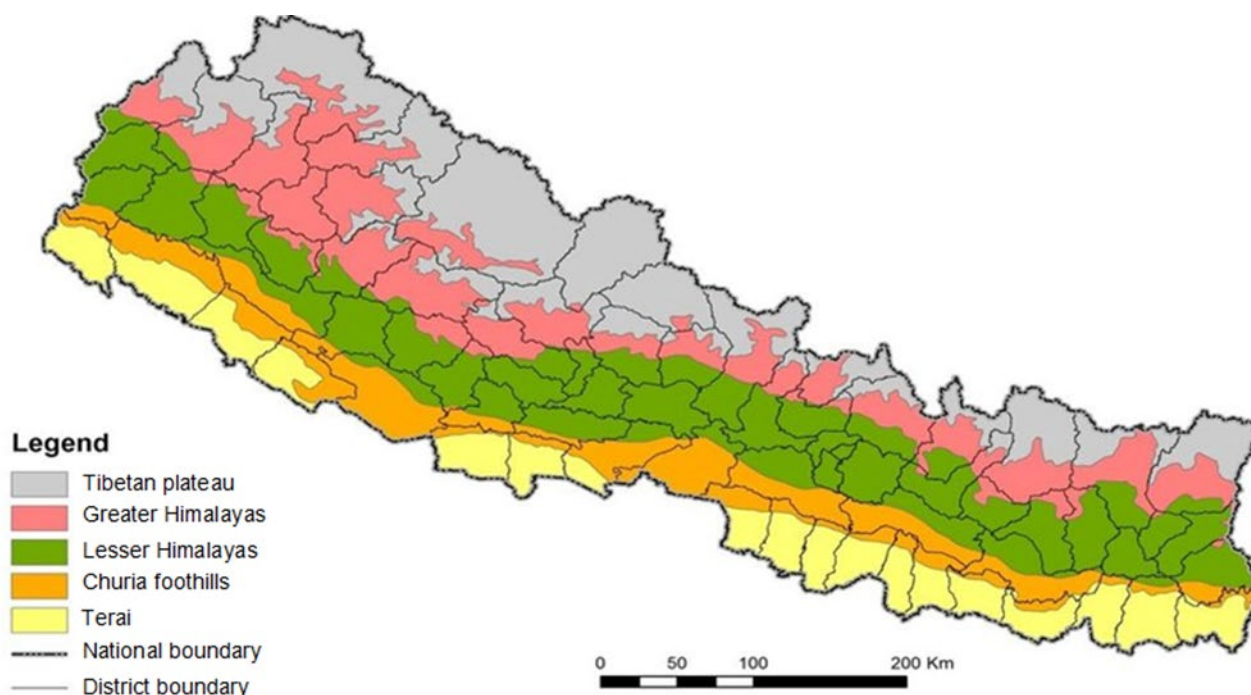 Legend
Tibetan plateau
Greater Himalayas
Lesser Himalayas
Churia foothills
Terai
National boundary
District boundary
0 50 100 200 Km